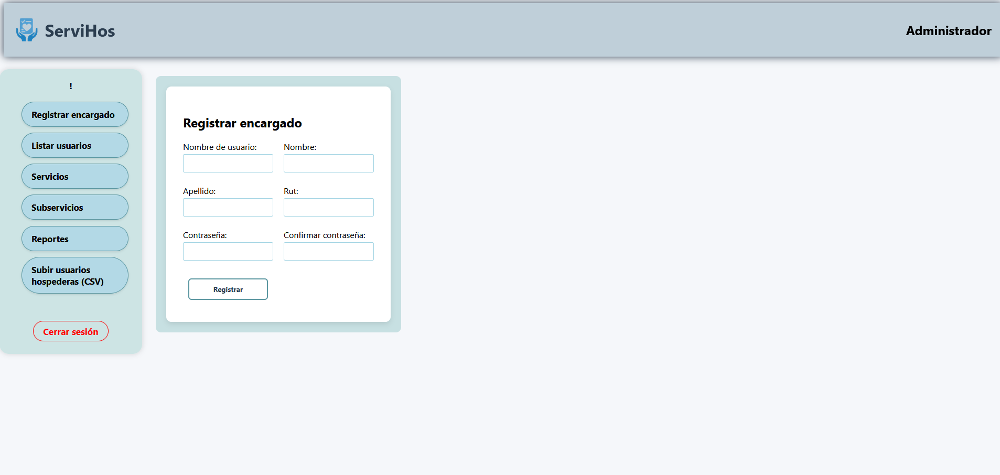 ServiHos
Administrador
!
Registrar encargado
Listar usuarios
Servicios
Subservicios
Reportes
Subir usuarios
hospederas (CSV)
Cerrar sesión
Registrar encargado
Nombre de usuario:
Nombre:
Apellido:
Rut:
Contraseña:
Confirmar contraseña:
Registrar